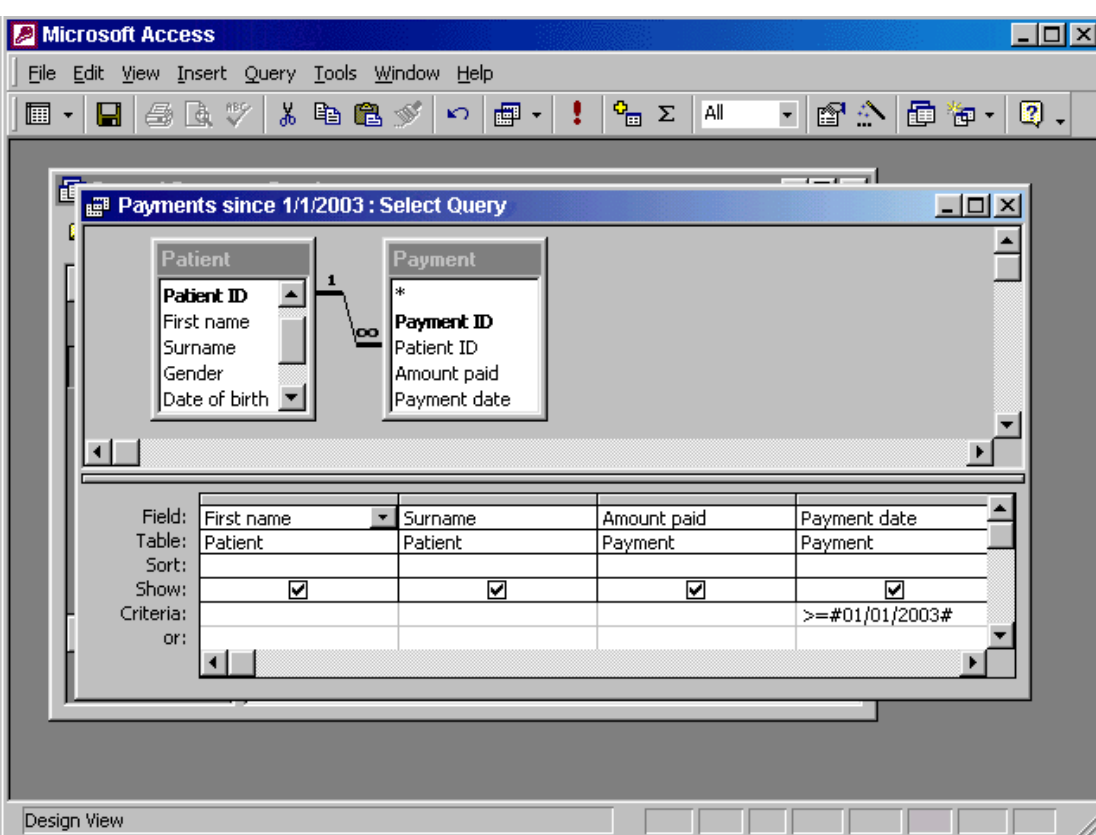 Microsoft Access
File Edit View Insert Query Tools Window Help
ABC All
Payments since 1/1/2003 : Select Query
Patient
Patient ID
First name
Surname
Gender
Date of birth
1 ∞
Payment
*
Payment ID
Patient ID
Amount paid
Payment date
Field: First name Surname Amount paid Payment date
Table: Patient Patient Payment Payment
Sort:
Show:
Criteria: >=#01/01/2003#
or:
Design View